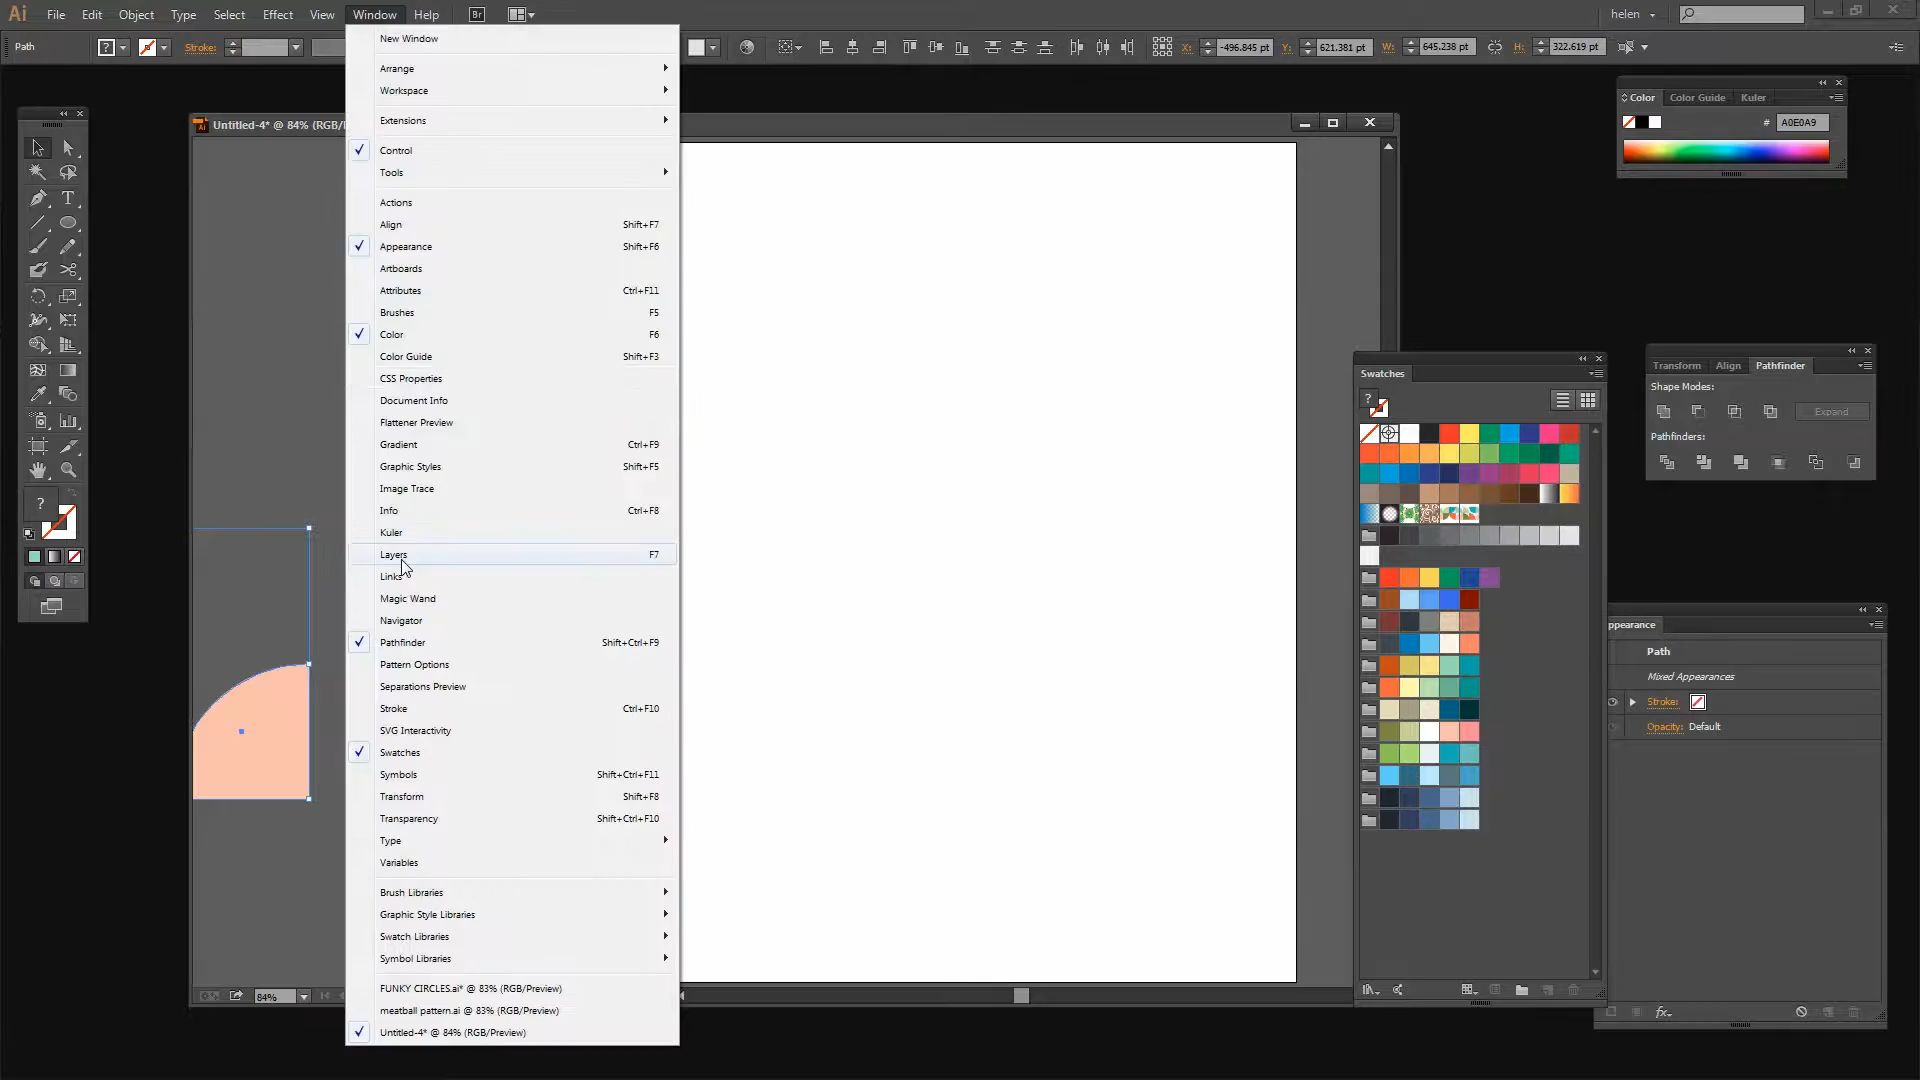 Ai File Edit Object Type Select Effect View Window Help Br helen
Path ? Stroke: X: -496.845 pt Y: 621.381 pt W: 645.238 pt H: 322.619 pt
Untitled-4* @ 84% (RGB/
New Window
Arrange
Workspace
Extensions
Control
Tools
Actions
Align Shift+F7
Appearance Shift+F6
Artboards
Attributes Ctrl+F11
Brushes F5
Color F6
Color Guide Shift+F3
CSS Properties
Document Info
Flattener Preview
Gradient Ctrl+F9
Graphic Styles Shift+F5
Image Trace
Info Ctrl+F8
Kuler
Layers F7
Links
Magic Wand
Navigator
Pathfinder Shift+Ctrl+F9
Pattern Options
Separations Preview
Stroke Ctrl+F10
SVG Interactivity
Swatches
Symbols Shift+Ctrl+F11
Transform Shift+F8
Transparency Shift+Ctrl+F10
Type
Variables
Brush Libraries
Graphic Style Libraries
Swatch Libraries
Symbol Libraries
FUNKY CIRCLES.ai* @ 83% (RGB/Preview)
meatball pattern.ai @ 83% (RGB/Preview)
Untitled-4* @ 84% (RGB/Preview)
T
?
84%
Color Color Guide Kuler
# A0E0A9
Transform Align Pathfinder
Shape Modes:
Expand
Pathfinders:
Swatches
?
ppearance
Path
Mixed Appearances
Stroke:
Opacity: Default
fx